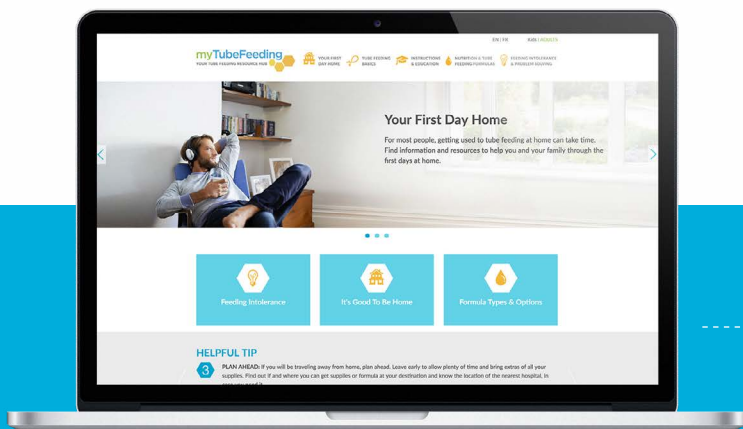 EN | FR KIDS | ADULTS
myTubeFeeding
YOUR TUBE FEEDING RESOURCE HUB
YOUR FIRST
DAY HOME
TUBE FEEDING
BASICS
INSTRUCTIONS
& EDUCATION
NUTRITION & TUBE
FEEDING FORMULAS
FEEDING INTOLERANCE
& PROBLEM SOLVING
Your First Day Home
For most people, getting used to tube feeding at home can take time.
Find information and resources to help you and your family through the
first days at home.
Feeding Intolerance
It's Good To Be Home
Formula Types & Options
HELPFUL TIP
3
PLAN AHEAD: If you will be traveling away from home, plan ahead. Leave early to allow plenty of time and bring extras of all your
supplies. Find out if and where you can get supplies or formula at your destination and know the location of the nearest hospital, in
case you need it.